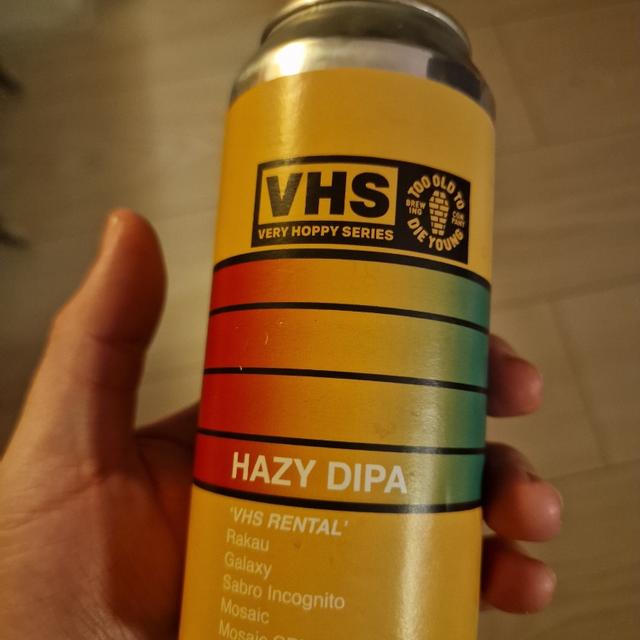 VHS
VERY HOPPY SERIES
TOO OLD TO
BREW
ING
COM
PANY
DIE YOUNG
HAZY DIPA
'VHS RENTAL'
Rakau
Galaxy
Sabro Incognito
Mosaic
Mosaic